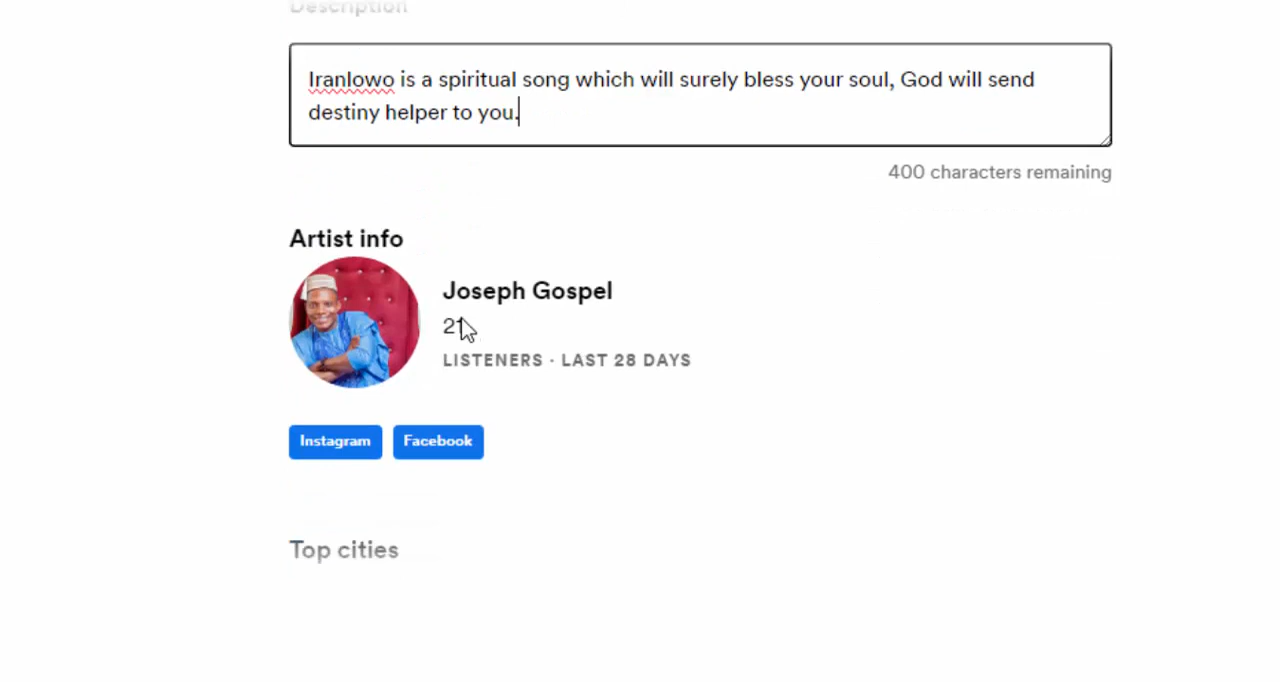 Description
Iranlowo is a spiritual song which will surely bless your soul, God will send
destiny helper to you.
400 characters remaining
Artist info
Joseph Gospel
LISTENERS · LAST 28 DAYS
Instagram
Facebook
Top cities